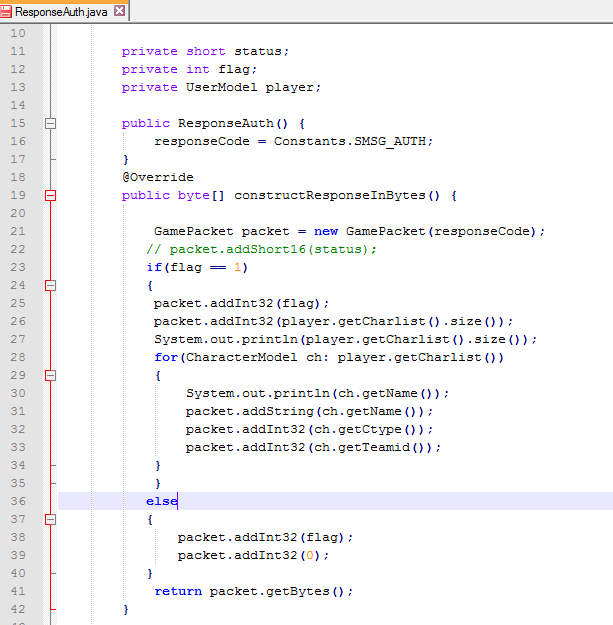 ResponseAuth.java
10
11 private short status;
12 private int flag;
13 private UserModel player;
14
15 public ResponseAuth() {
16 responseCode = Constants.SMSG_AUTH;
17 }
18 @Override
19 public byte[] constructResponseInBytes() {
20
21 GamePacket packet = new GamePacket(responseCode);
22 // packet.addShort16(status);
23 if(flag == 1)
24 {
25 packet.addInt32(flag);
26 packet.addInt32(player.getCharlist().size());
27 System.out.println(player.getCharlist().size());
28 for(CharacterModel ch: player.getCharlist())
29 {
30 System.out.println(ch.getName());
31 packet.addString(ch.getName());
32 packet.addInt32(ch.getCtype());
33 packet.addInt32(ch.getTeamid());
34 }
35 }
36 else
37 {
38 packet.addInt32(flag);
39 packet.addInt32(0);
40 }
41 return packet.getBytes();
42 }